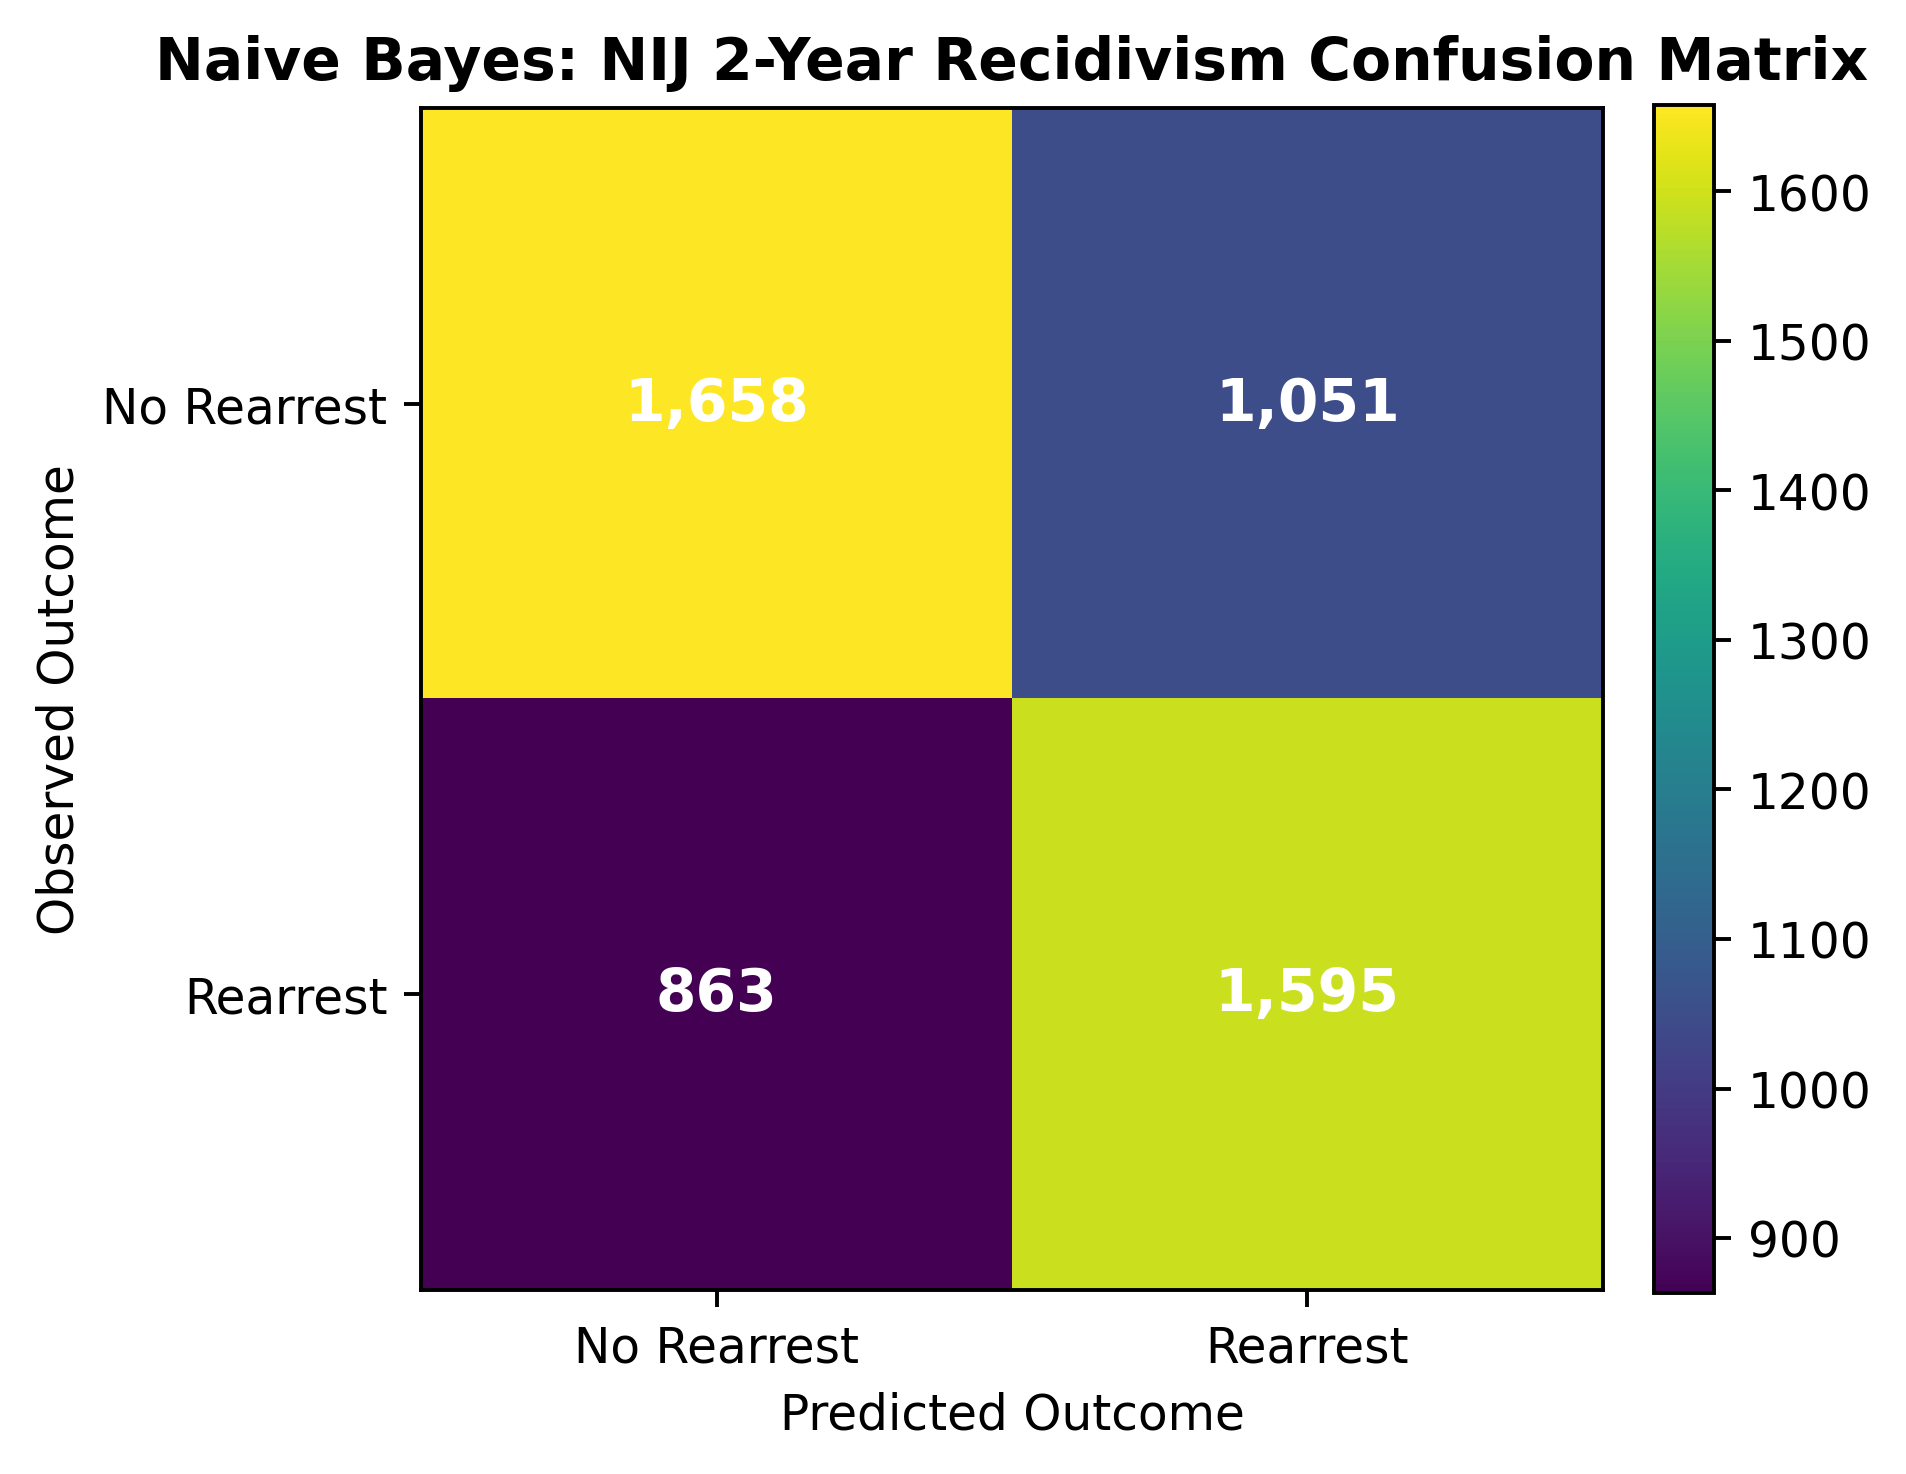 Naive Bayes: NIJ 2-Year Recidivism Confusion Matrix
No Rearrest
Rearrest
Observed Outcome
1,658
1,051
863
1,595
No Rearrest
Rearrest
Predicted Outcome
1600
1500
1400
1300
1200
1100
1000
900